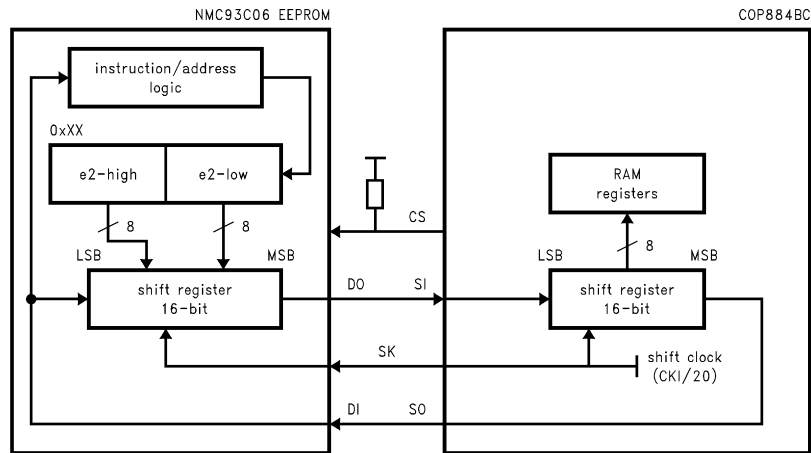 NMC93C06 EEPROM
COP884BC
instruction/address
logic
0xXX
e2-high
e2-low
RAM
registers
CS
8
8
8
LSB
MSB
LSB
MSB
shift register
16-bit
DO
SI
shift register
16-bit
SK
shift clock
(CKI/20)
DI
SO